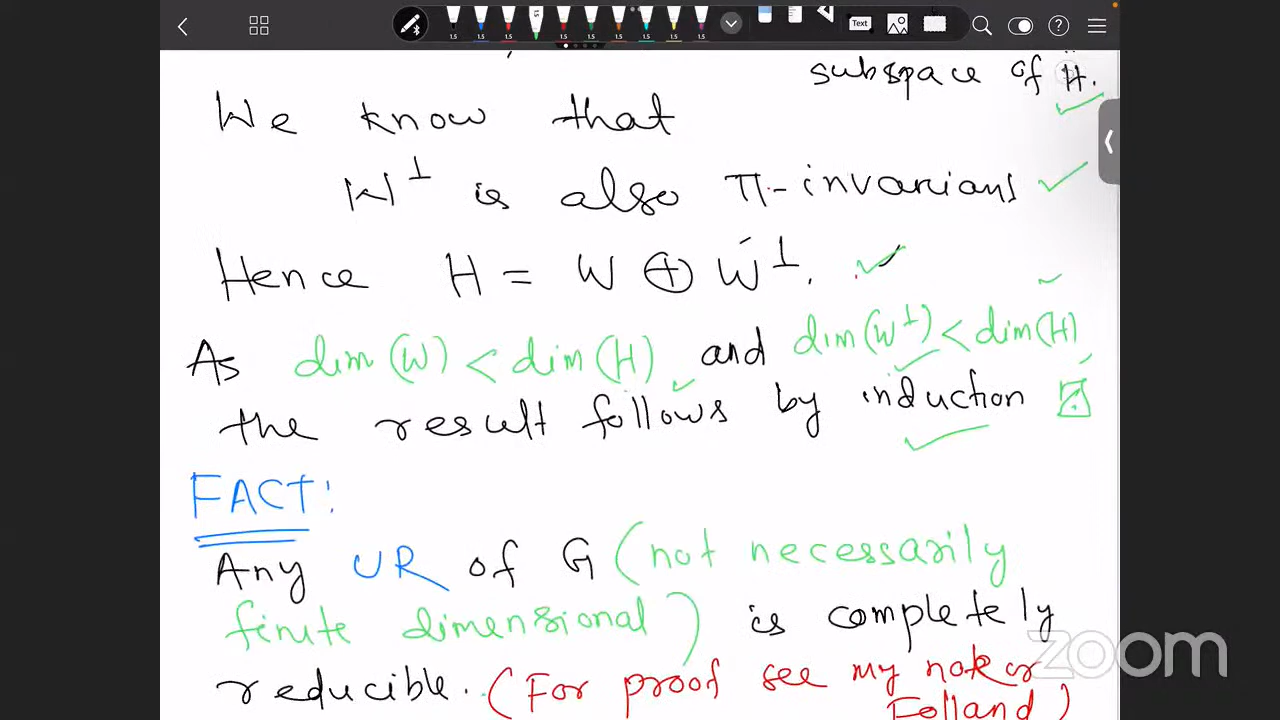 subspace of H.
We know that
W⊥ is also π-invarians
Hence H = W ⊕ W⊥.
As dim(W) < dim(H) and dim(W⊥) < dim(H)
the result follows by induction
FACT:
Any UR of G (not necessarily
finite dimensional) is completely
reducible. (For proof see my note or
Folland)
zoom
Text